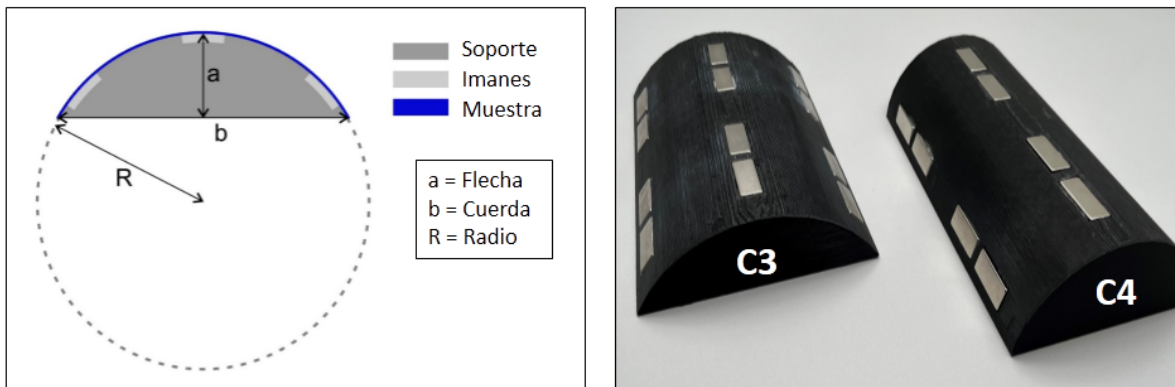 a
b
R
Soporte
Imanes
Muestra
a = Flecha
b = Cuerda
R = Radio
C3
C4